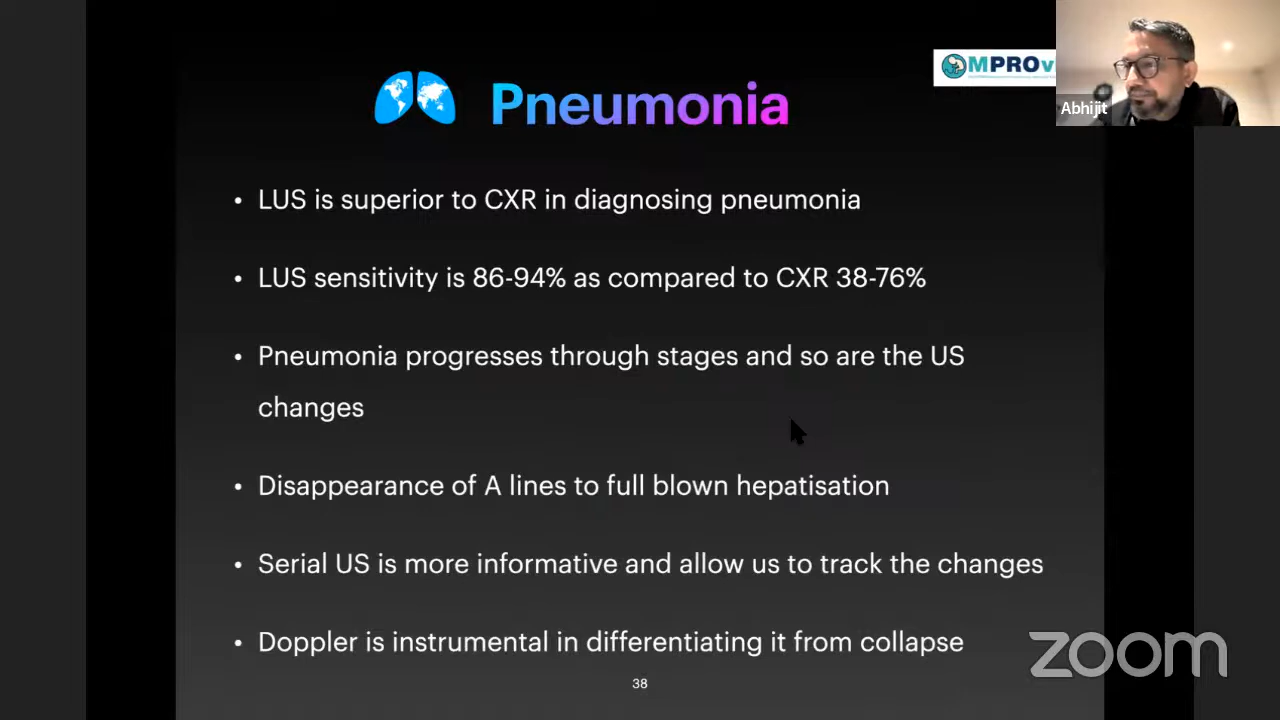 MPROv
Abhijit
Pneumonia
• LUS is superior to CXR in diagnosing pneumonia
• LUS sensitivity is 86-94% as compared to CXR 38-76%
• Pneumonia progresses through stages and so are the US
changes
• Disappearance of A lines to full blown hepatisation
• Serial US is more informative and allow us to track the changes
• Doppler is instrumental in differentiating it from collapse
zoom
38